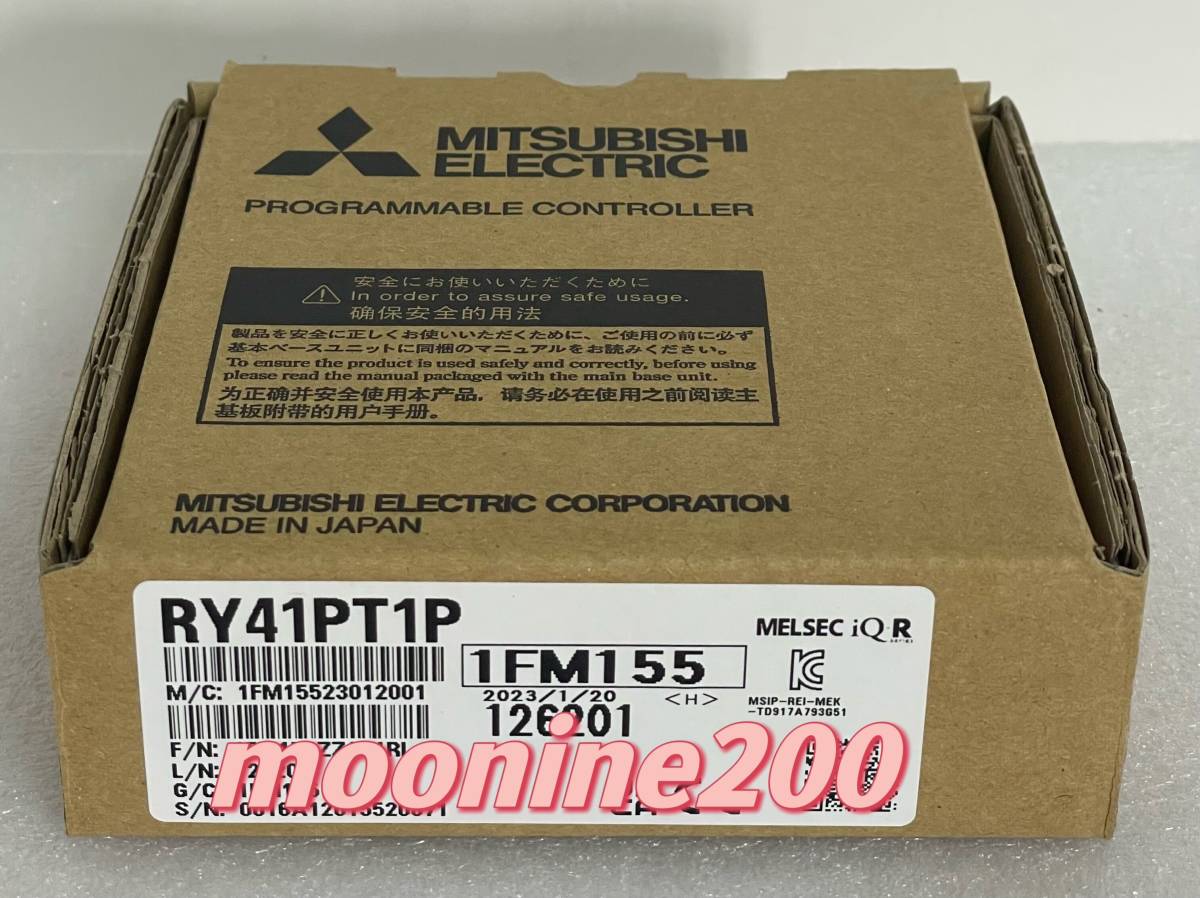 MITSUBISHI
ELECTRIC
PROGRAMMABLE CONTROLLER
安全にお使いいただくために
In order to assure safe usage.
确保安全的用法
製品を安全に正しくお使いいただくために、ご使用の前に必ず
基本ベースユニットに同梱のマニュアルをお読みください。
To ensure the product is used safely and correctly, before using
please read the manual packaged with the main base unit.
为正确并安全使用本产品，请务必在使用之前阅读主
基板附带的用户手册。
MITSUBISHI ELECTRIC CORPORATION
MADE IN JAPAN
RY41PT1P
MELSEC iQ-R
series
1FM155
M/C: 1FM15523012001
2023/1/20
<H>
MSIP-REI-MEK
-TD917A793G51
126201
F/N:
L/N:
G/C:
S/N:
moonine200